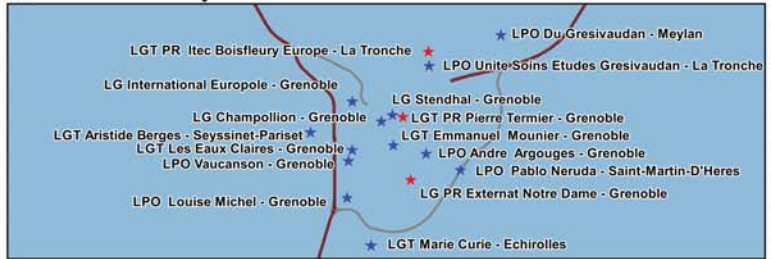 LPO Du Gresivaudan - Meylan
LGT PR Itec Boisfleury Europe - La Tronche
LPO Unite Soins Etudes Gresivaudan - La Tronche
LG International Europole - Grenoble
LG Stendhal - Grenoble
LG Champollion - Grenoble
LGT PR Pierre Termier - Grenoble
LGT Aristide Berges - Seyssinet-Pariset
LGT Emmanuel Mounier - Grenoble
LGT Les Eaux Claires - Grenoble
LPO Andre Argouges - Grenoble
LPO Vaucanson - Grenoble
LPO Pablo Neruda - Saint-Martin-D'Heres
LG PR Externat Notre Dame - Grenoble
LPO Louise Michel - Grenoble
LGT Marie Curie - Echirolles